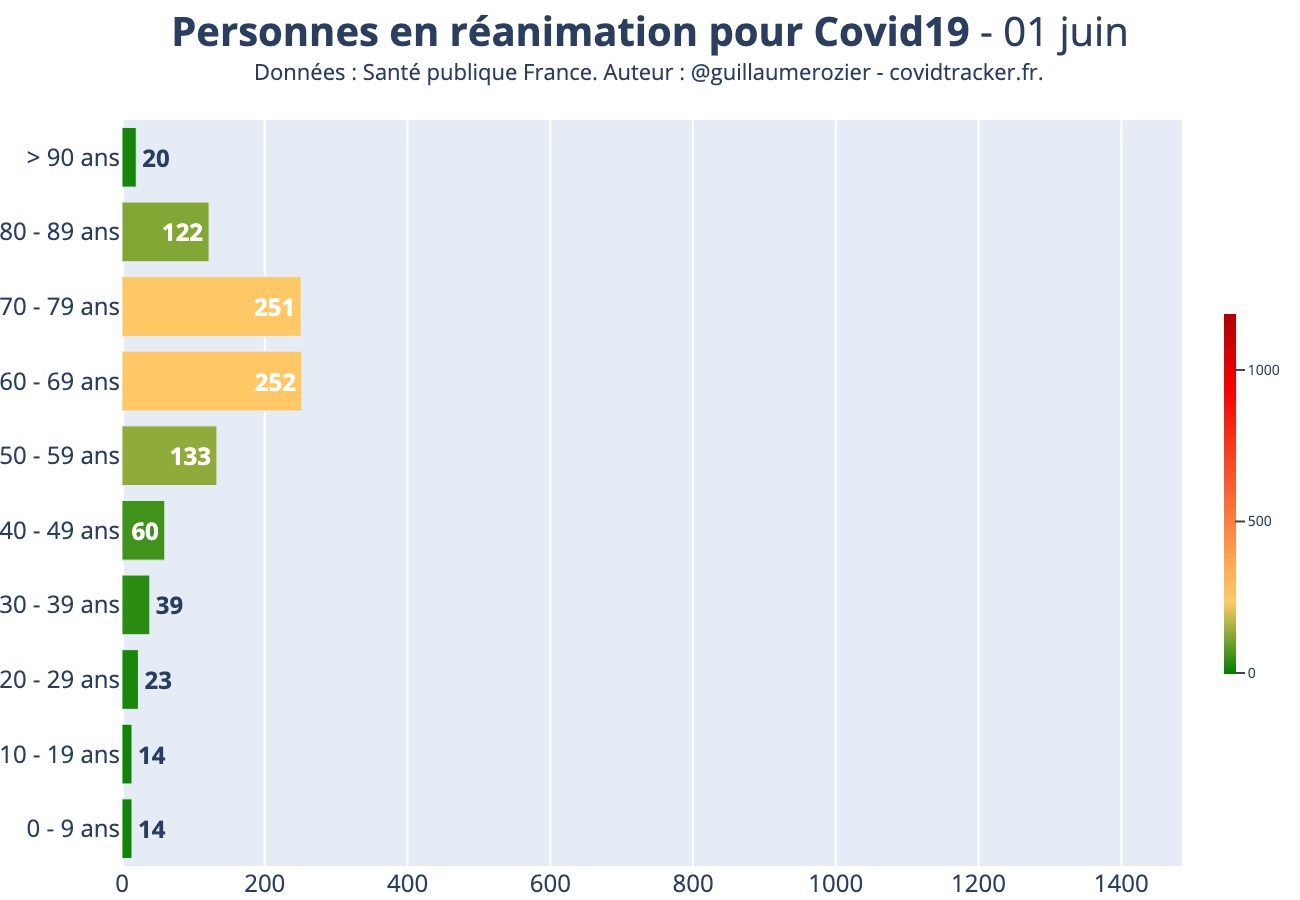 Personnes en réanimation pour Covid19 - 01 juin
Données : Santé publique France. Auteur : @guillaumerozier - covidtracker.fr.
> 90 ans 20
80 - 89 ans 122
70 - 79 ans 251
60 - 69 ans 252
50 - 59 ans 133
40 - 49 ans 60
30 - 39 ans 39
20 - 29 ans 23
10 - 19 ans 14
0 - 9 ans 14
0 200 400 600 800 1000 1200 1400
1000
500
0